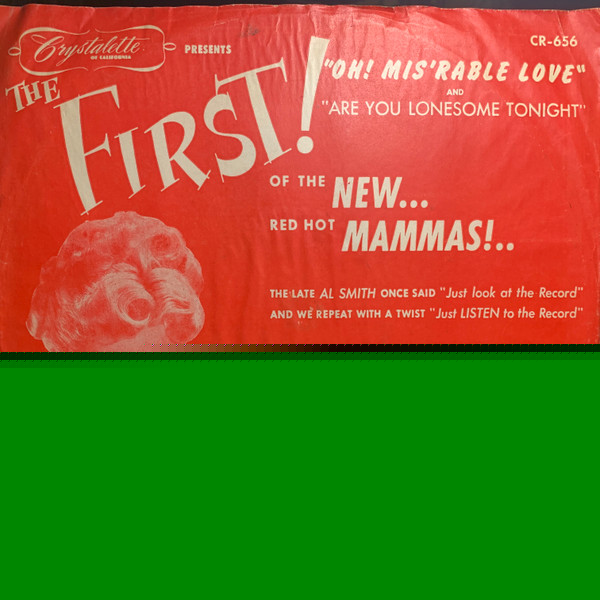 Crystalette
OF CALIFORNIA
PRESENTS
CR-656
THE
FIRST!
"OH! MIS'RABLE LOVE"
AND
"ARE YOU LONESOME TONIGHT"
OF THE NEW...
RED HOT MAMMAS!..
THE LATE AL SMITH ONCE SAID "Just look at the Record"
AND WE REPEAT WITH A TWIST "Just LISTEN to the Record"